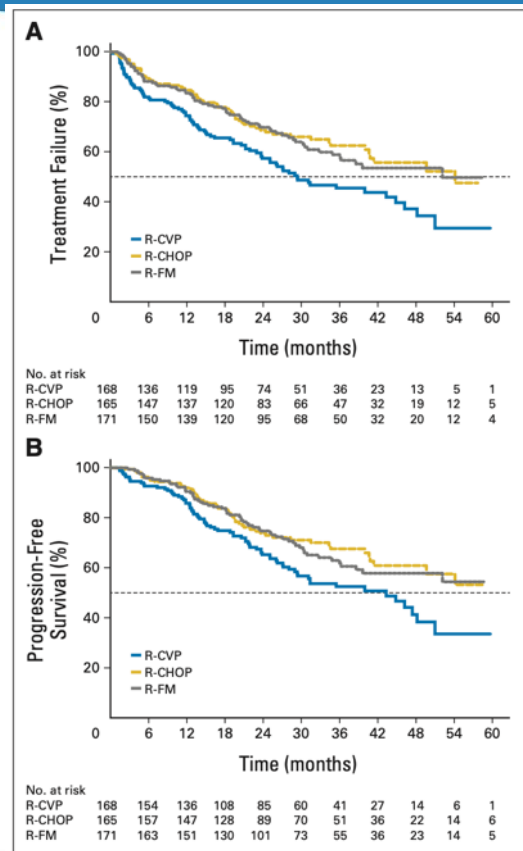 A
Treatment Failure (%)
100
80
60
40
20
R-CVP
R-CHOP
R-FM
0 6 12 18 24 30 36 42 48 54 60
Time (months)
No. at risk
R-CVP 168 136 119 95 74 51 36 23 13 5 1
R-CHOP 165 147 137 120 83 66 47 32 19 12 5
R-FM 171 150 139 120 95 68 50 32 20 12 4
B
Progression-Free
Survival (%)
100
80
60
40
20
R-CVP
R-CHOP
R-FM
0 6 12 18 24 30 36 42 48 54 60
Time (months)
No. at risk
R-CVP 168 154 136 108 85 60 41 27 14 6 1
R-CHOP 165 157 147 128 89 70 51 36 22 14 6
R-FM 171 163 151 130 101 73 55 36 23 14 5